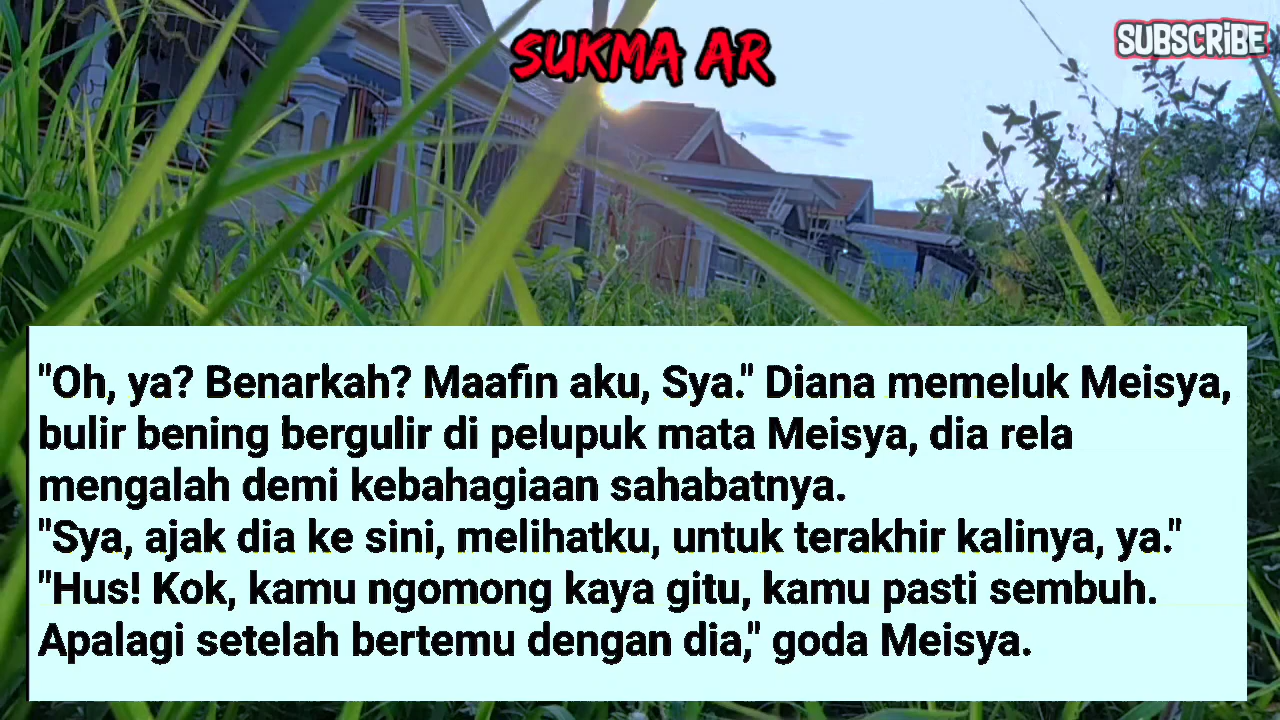 SUKMA AR
SUBSCRiBE
"Oh, ya? Benarkah? Maafin aku, Sya." Diana memeluk Meisya,
bulir bening bergulir di pelupuk mata Meisya, dia rela
mengalah demi kebahagiaan sahabatnya.
"Sya, ajak dia ke sini, melihatku, untuk terakhir kalinya, ya."
"Hus! Kok, kamu ngomong kaya gitu, kamu pasti sembuh.
Apalagi setelah bertemu dengan dia," goda Meisya.